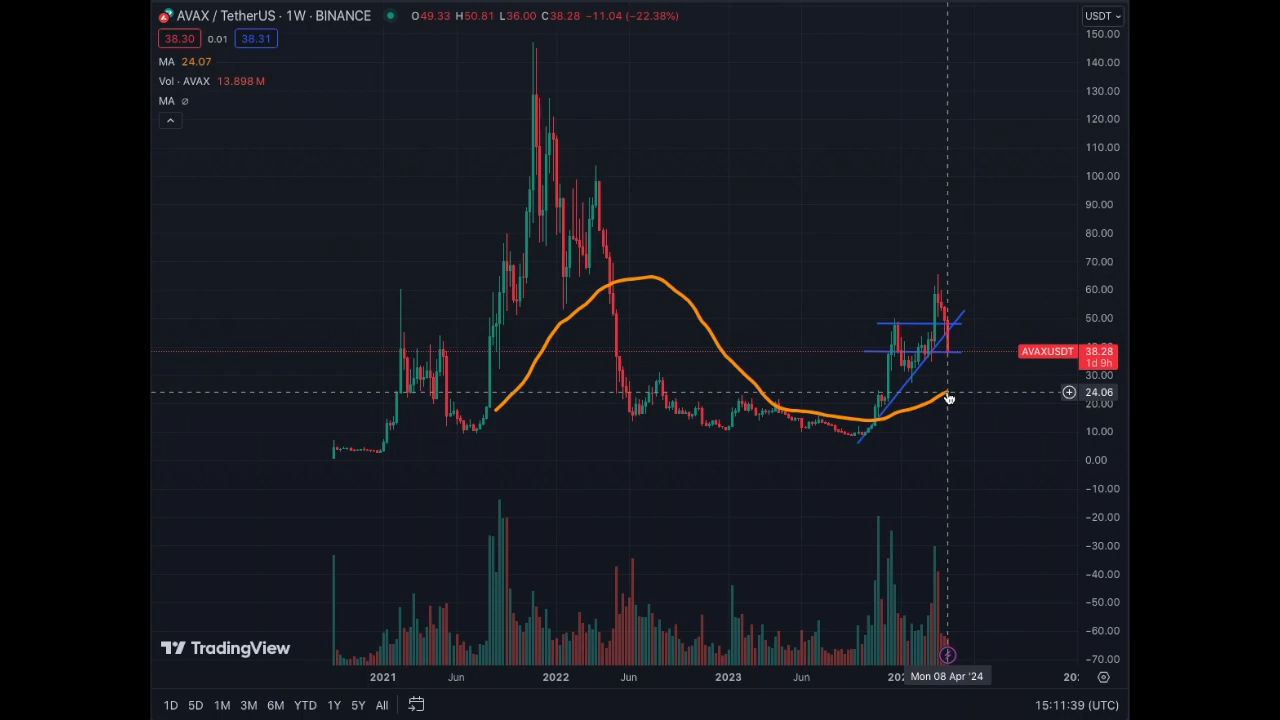 AVAX / TetherUS · 1W · BINANCE O49.33 H50.81 L36.00 C38.28 −11.04 (−22.38%) USDT
38.30 0.01 38.31
MA 24.07
Vol · AVAX 13.898 M
MA ∅
150.00
140.00
130.00
120.00
110.00
100.00
90.00
80.00
70.00
60.00
50.00
AVAXUSDT 38.28
1d 9h
30.00
24.06
20.00
10.00
0.00
−10.00
−20.00
−30.00
−40.00
−50.00
−60.00
−70.00
TradingView
2021 Jun 2022 Jun 2023 Jun Mon 08 Apr '24
1D 5D 1M 3M 6M YTD 1Y 5Y All 15:11:39 (UTC)